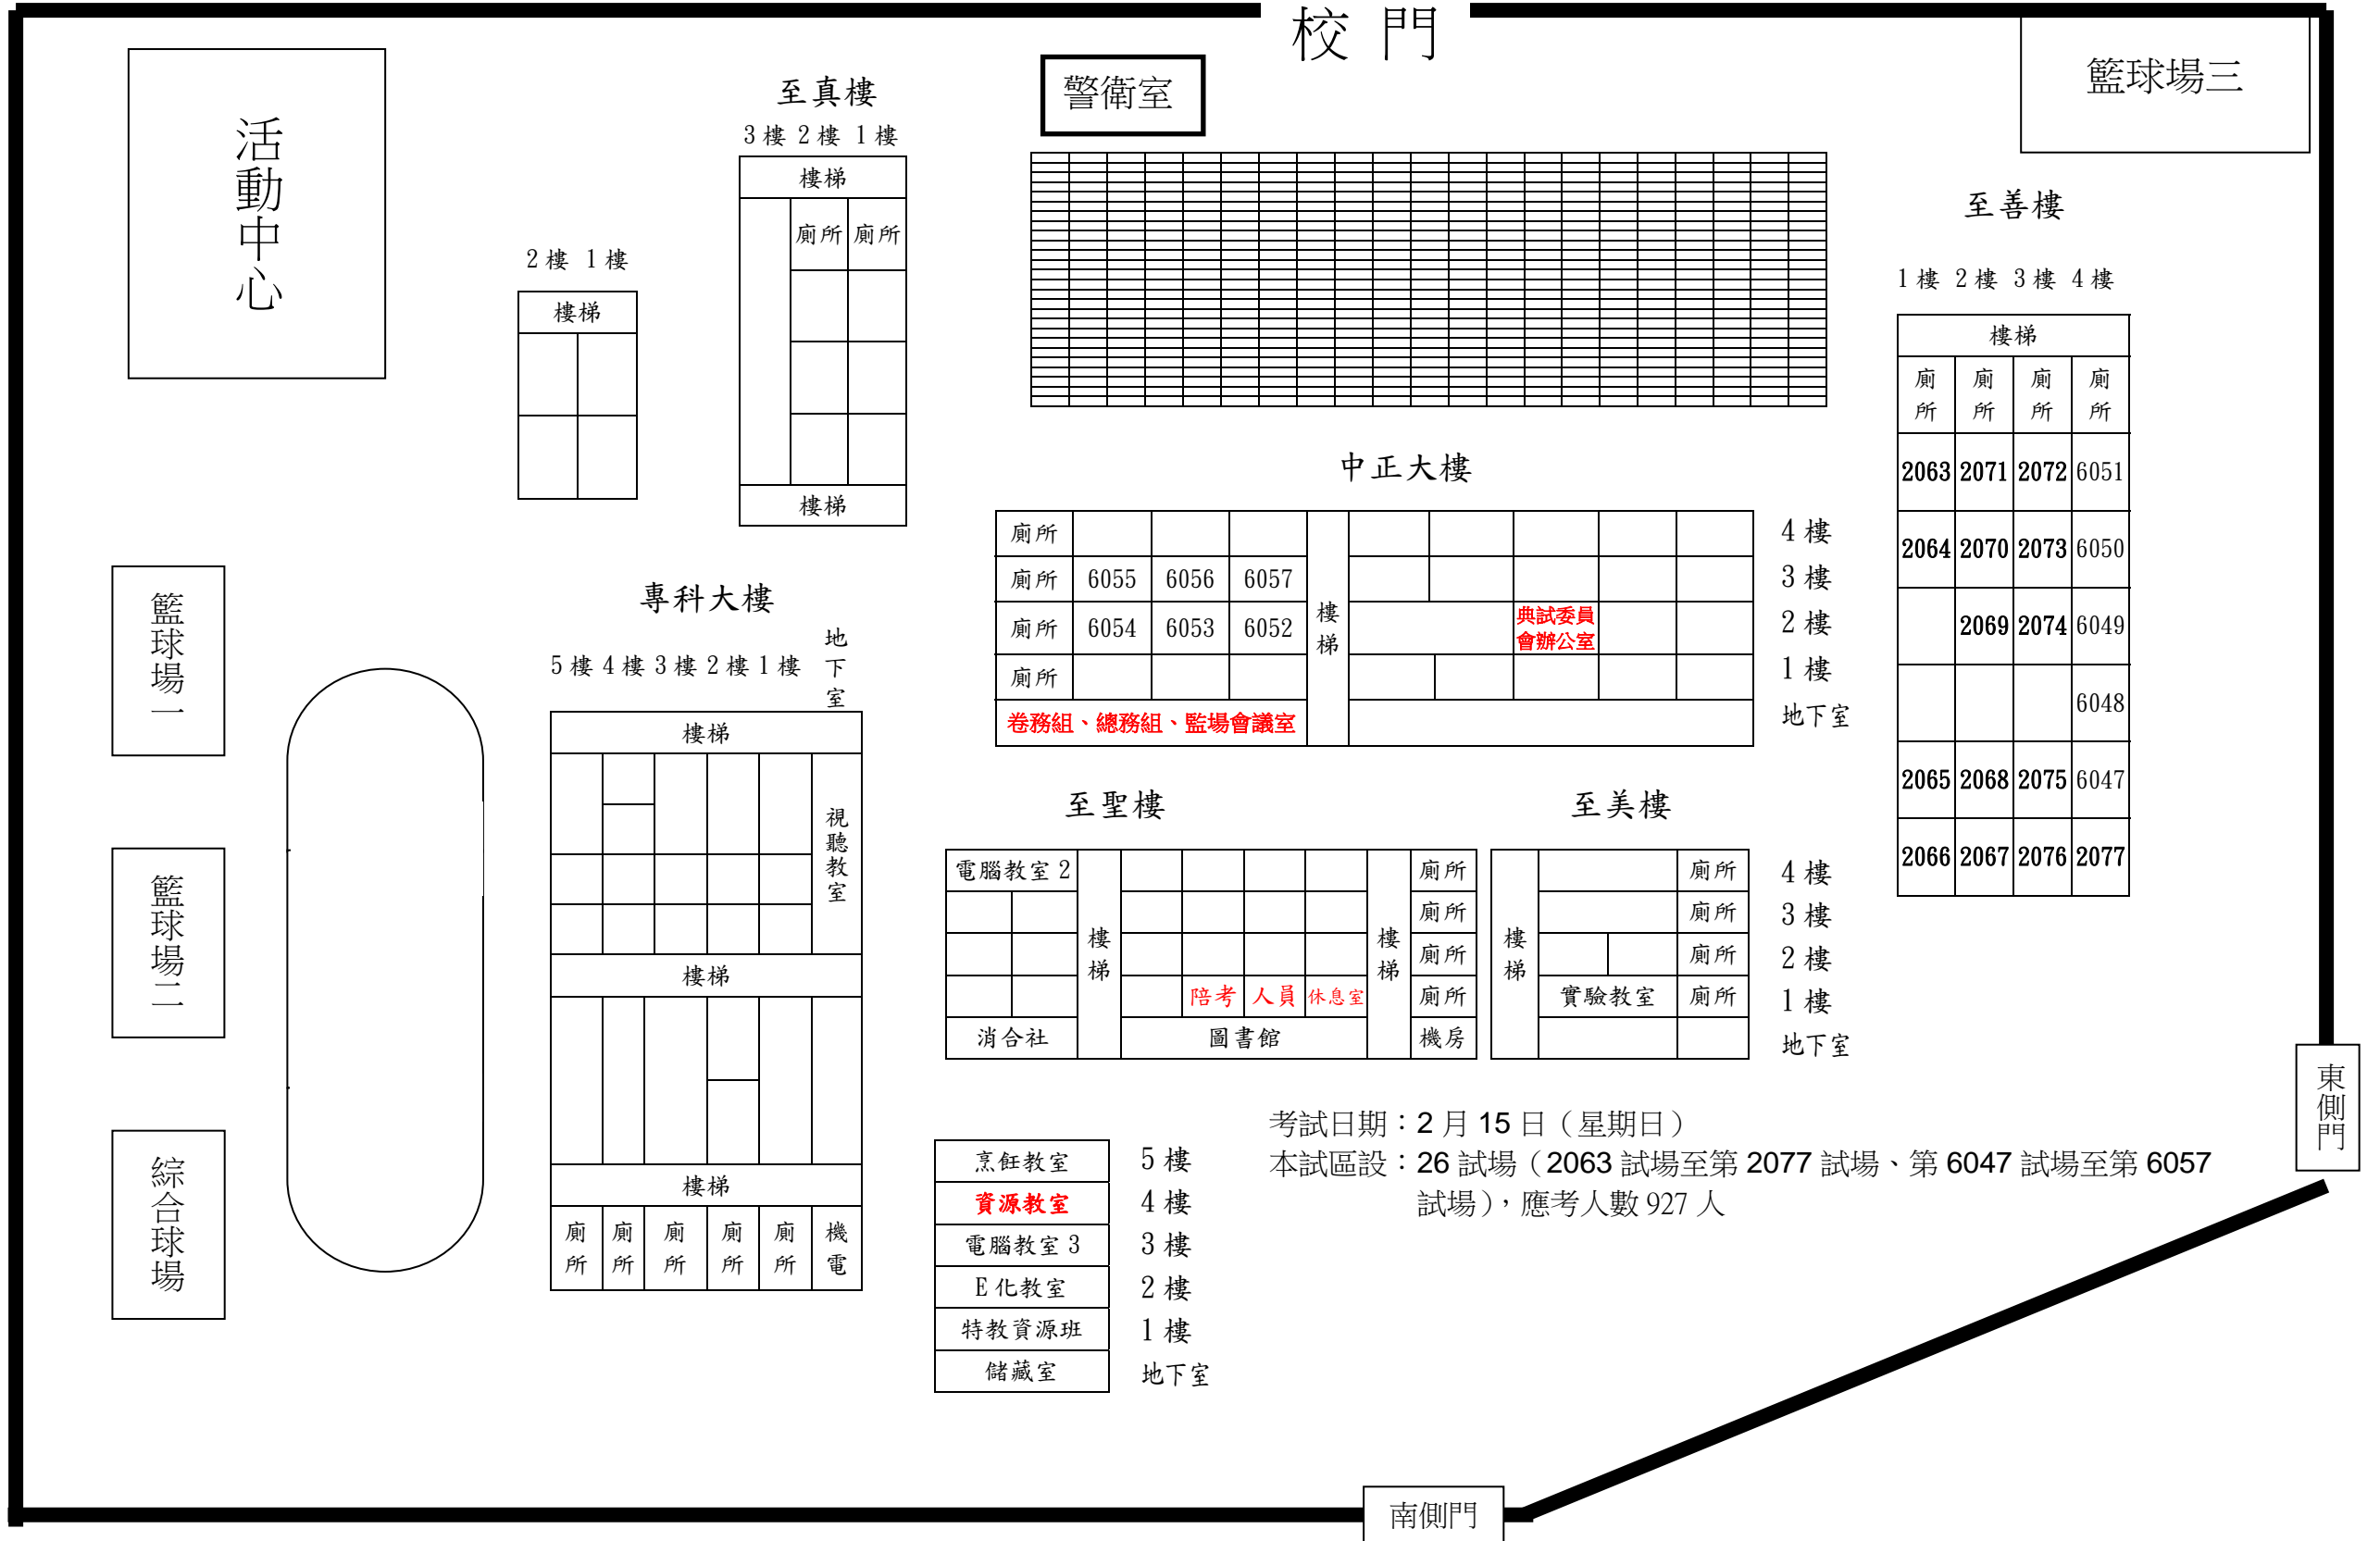 校 門
警衛室
籃球場三
活動中心
至真樓
3樓 2樓 1樓
樓梯
廁所 廁所
樓梯
2樓 1樓
樓梯
至善樓
1樓 2樓 3樓 4樓
樓梯
廁所 廁所 廁所 廁所
2063 2071 2072 6051
2064 2070 2073 6050
2069 2074 6049
6048
2065 2068 2075 6047
2066 2067 2076 2077
中正大樓
廁所 4樓
廁所 6055 6056 6057 3樓
廁所 6054 6053 6052 樓梯 典試委員會辦公室 2樓
廁所 1樓
卷務組、總務組、監場會議室 地下室
籃球場一
籃球場二
綜合球場
專科大樓
5樓 4樓 3樓 2樓 1樓 地下室
樓梯
視聽教室
樓梯
樓梯
廁所 廁所 廁所 廁所 廁所 機電
至聖樓
電腦教室2 樓梯 樓梯 廁所
廁所
廁所
陪考 人員 休息室 廁所
消合社 圖書館 機房
至美樓
樓梯 廁所 4樓
廁所 3樓
廁所 2樓
實驗教室 廁所 1樓
地下室
烹飪教室 5樓
資源教室 4樓
電腦教室3 3樓
E化教室 2樓
特教資源班 1樓
儲藏室 地下室
考試日期：2月15日（星期日）
本試區設：26試場（2063試場至第2077試場、第6047試場至第6057
試場），應考人數927人
東側門
南側門